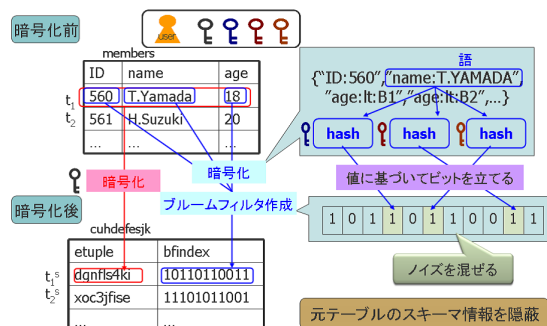 暗号化前
user
members
ID name age
t1 560 T.Yamada 18
t2 561 H.Suzuki 20
... ... ...
語
{"ID:560","name:T.YAMADA",
"age:lt:B1","age:lt:B2",...}
hash hash hash
暗号化
暗号化
値に基づいてビットを立てる
ブルームフィルタ作成
暗号化後
1 0 1 1 0 1 1 0 0 1 1
cuhdefesjk
etuple bfindex
t1s dgnfls4ki 10110110011
t2s xoc3jfise 11101011001
... ...
ノイズを混ぜる
元テーブルのスキーマ情報を隠蔽